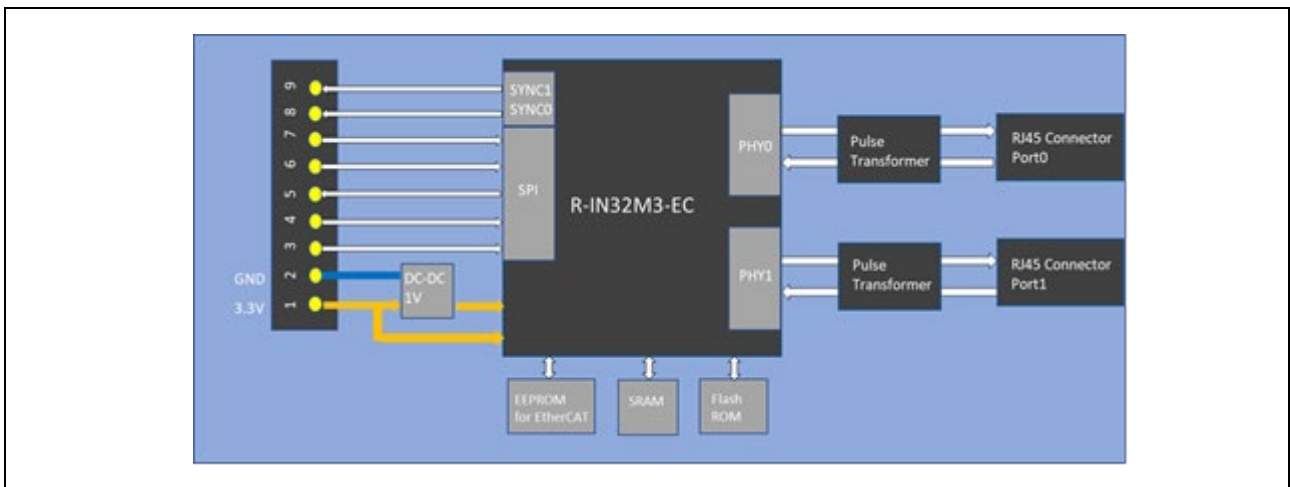 9
8
7
6
5
4
3
2
1
GND
3.3V
DC-DC
1V
SYNC1
SYNC0
SPI
R-IN32M3-EC
PHY0
PHY1
Pulse
Transformer
RJ45 Connector
Port0
Pulse
Transformer
RJ45 Connector
Port1
EEPROM
for EtherCAT
SRAM
Flash
ROM